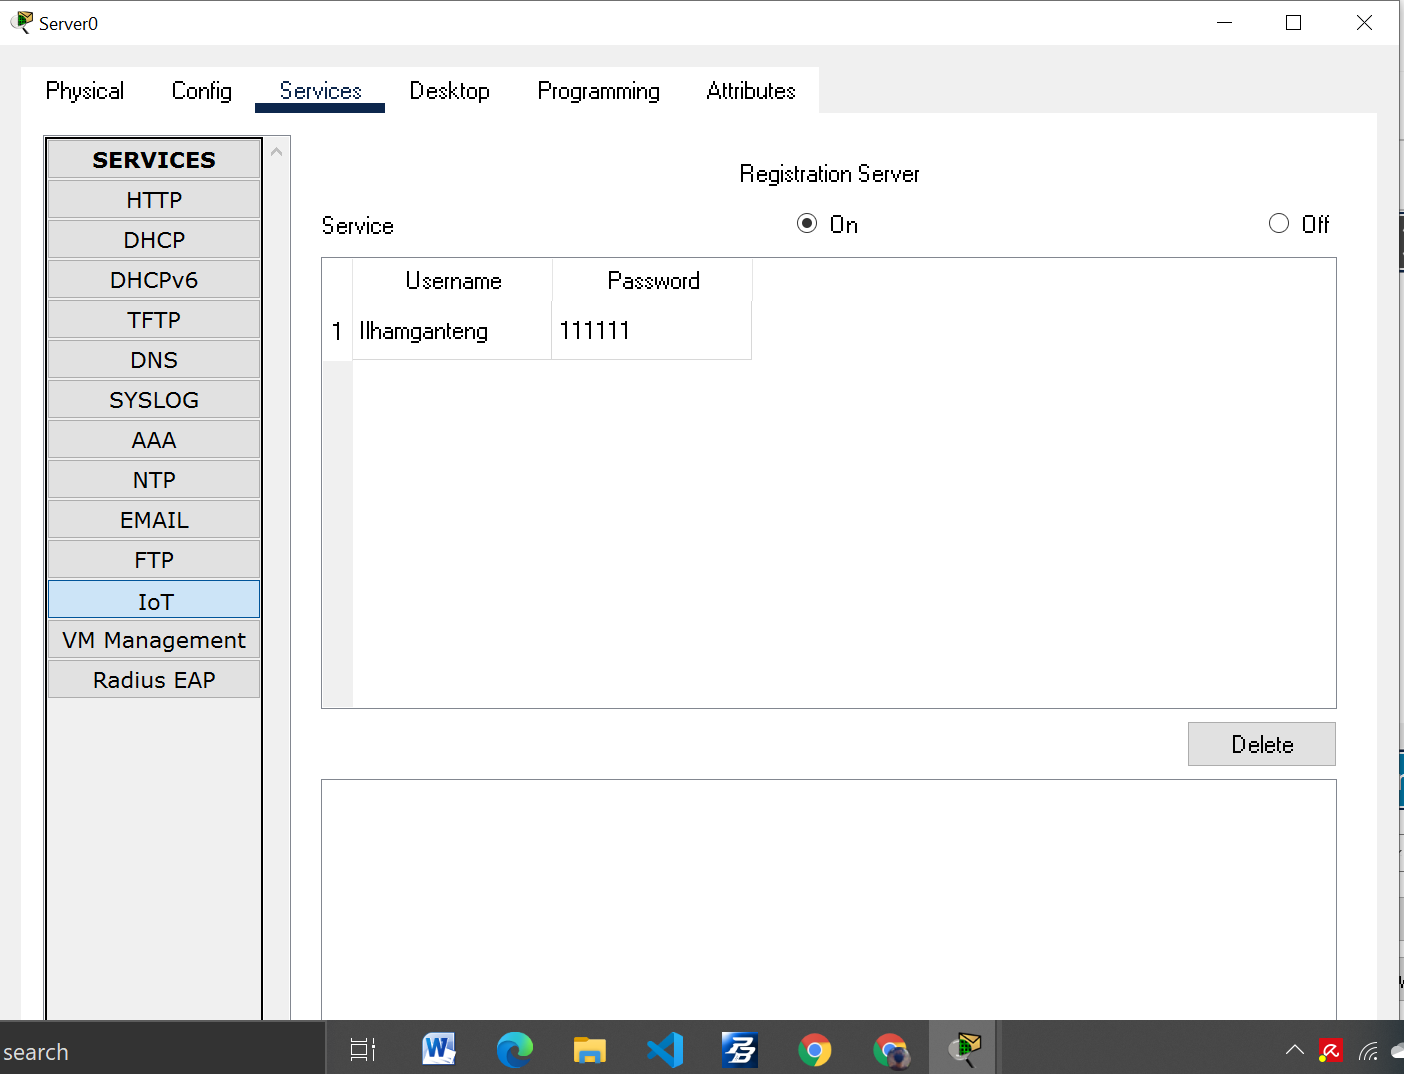 Server0
Physical Config Services Desktop Programming Attributes
SERVICES
HTTP
DHCP
DHCPv6
TFTP
DNS
SYSLOG
AAA
NTP
EMAIL
FTP
IoT
VM Management
Radius EAP
Registration Server
Service On Off
Username Password
1 Ilhamganteng 111111
Delete
search